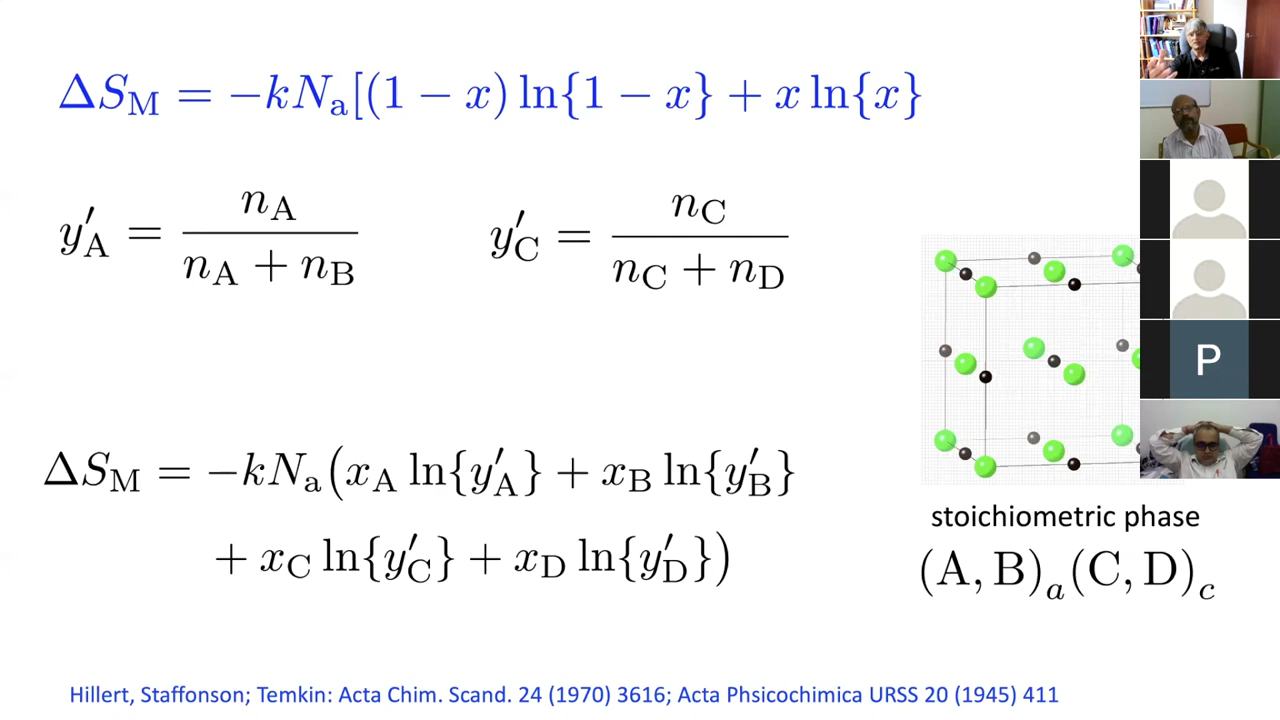 ΔS_M = −kN_a[(1 − x) ln{1 − x} + x ln{x}
y′_A = n_A / (n_A + n_B)
y′_C = n_C / (n_C + n_D)
ΔS_M = −kN_a(x_A ln{y′_A} + x_B ln{y′_B}
+ x_C ln{y′_C} + x_D ln{y′_D})
stoichiometric phase
(A, B)_a(C, D)_c
P
Hillert, Staffonson; Temkin: Acta Chim. Scand. 24 (1970) 3616; Acta Phsicochimica URSS 20 (1945) 411